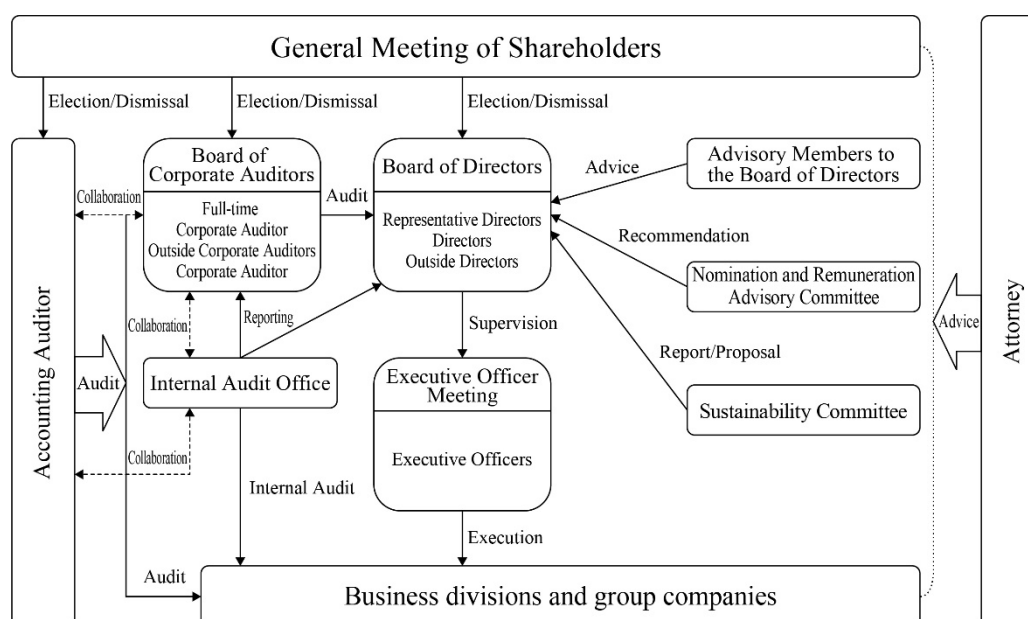 General Meeting of Shareholders
Election/Dismissal
Election/Dismissal
Election/Dismissal
Board of
Corporate Auditors
Full-time
Corporate Auditor
Outside Corporate Auditors
Corporate Auditor
Collaboration
Audit
Board of Directors
Representative Directors
Directors
Outside Directors
Advice
Advisory Members to
the Board of Directors
Recommendation
Nomination and Remuneration
Advisory Committee
Report/Proposal
Sustainability Committee
Collaboration
Reporting
Supervision
Accounting Auditor
Audit
Internal Audit Office
Executive Officer
Meeting
Executive Officers
Advice
Attorney
Collaboration
Internal Audit
Execution
Audit
Business divisions and group companies